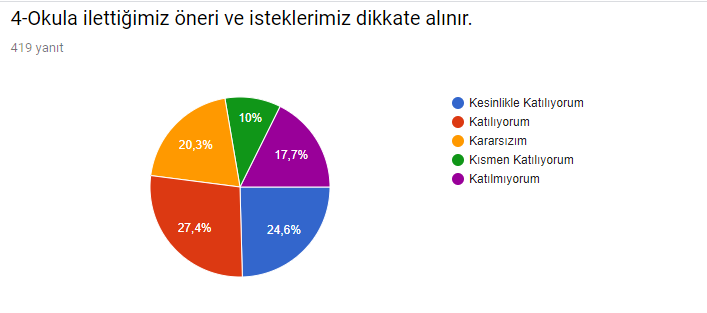 4-Okula ilettiğimiz öneri ve isteklerimiz dikkate alınır.
419 yanıt
Kesinlikle Katılıyorum
Katılıyorum
Kararsızım
Kısmen Katılıyorum
Katılmıyorum
10%
20,3%
17,7%
27,4%
24,6%